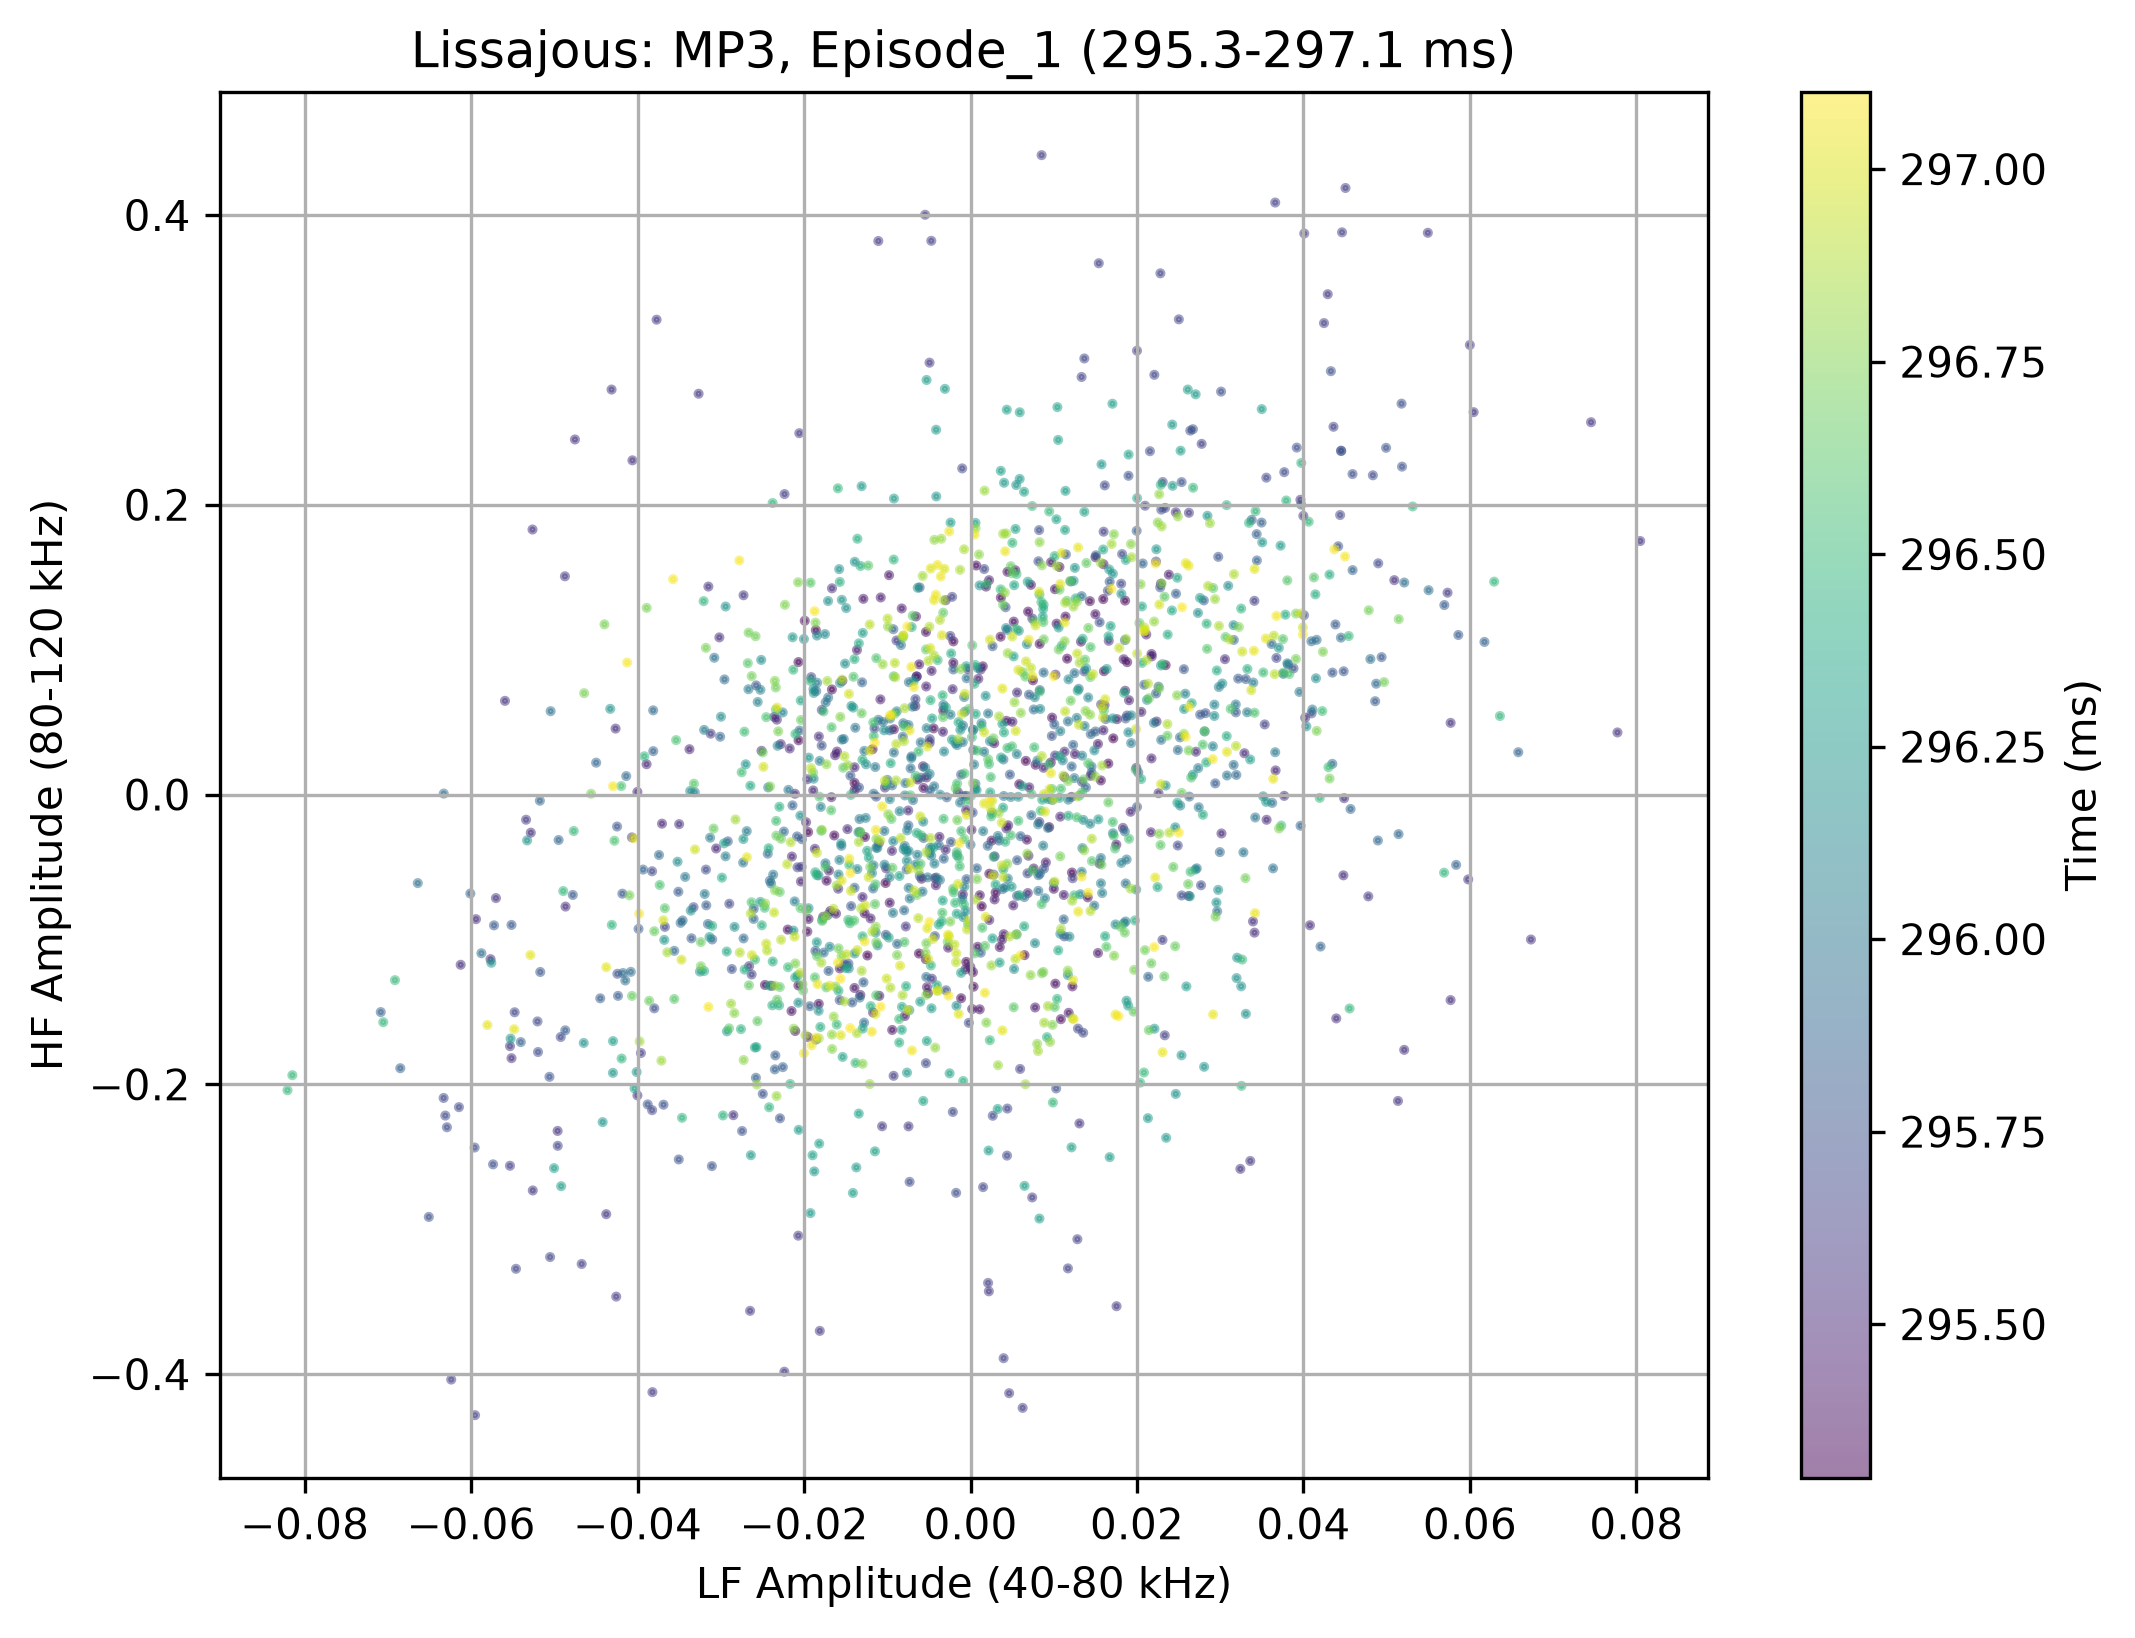 Lissajous: MP3, Episode_1 (295.3-297.1 ms)
HF Amplitude (80-120 kHz)
0.4
0.2
0.0
−0.2
−0.4
−0.08 −0.06 −0.04 −0.02 0.00 0.02 0.04 0.06 0.08
LF Amplitude (40-80 kHz)
297.00
296.75
296.50
296.25
296.00
295.75
295.50
Time (ms)